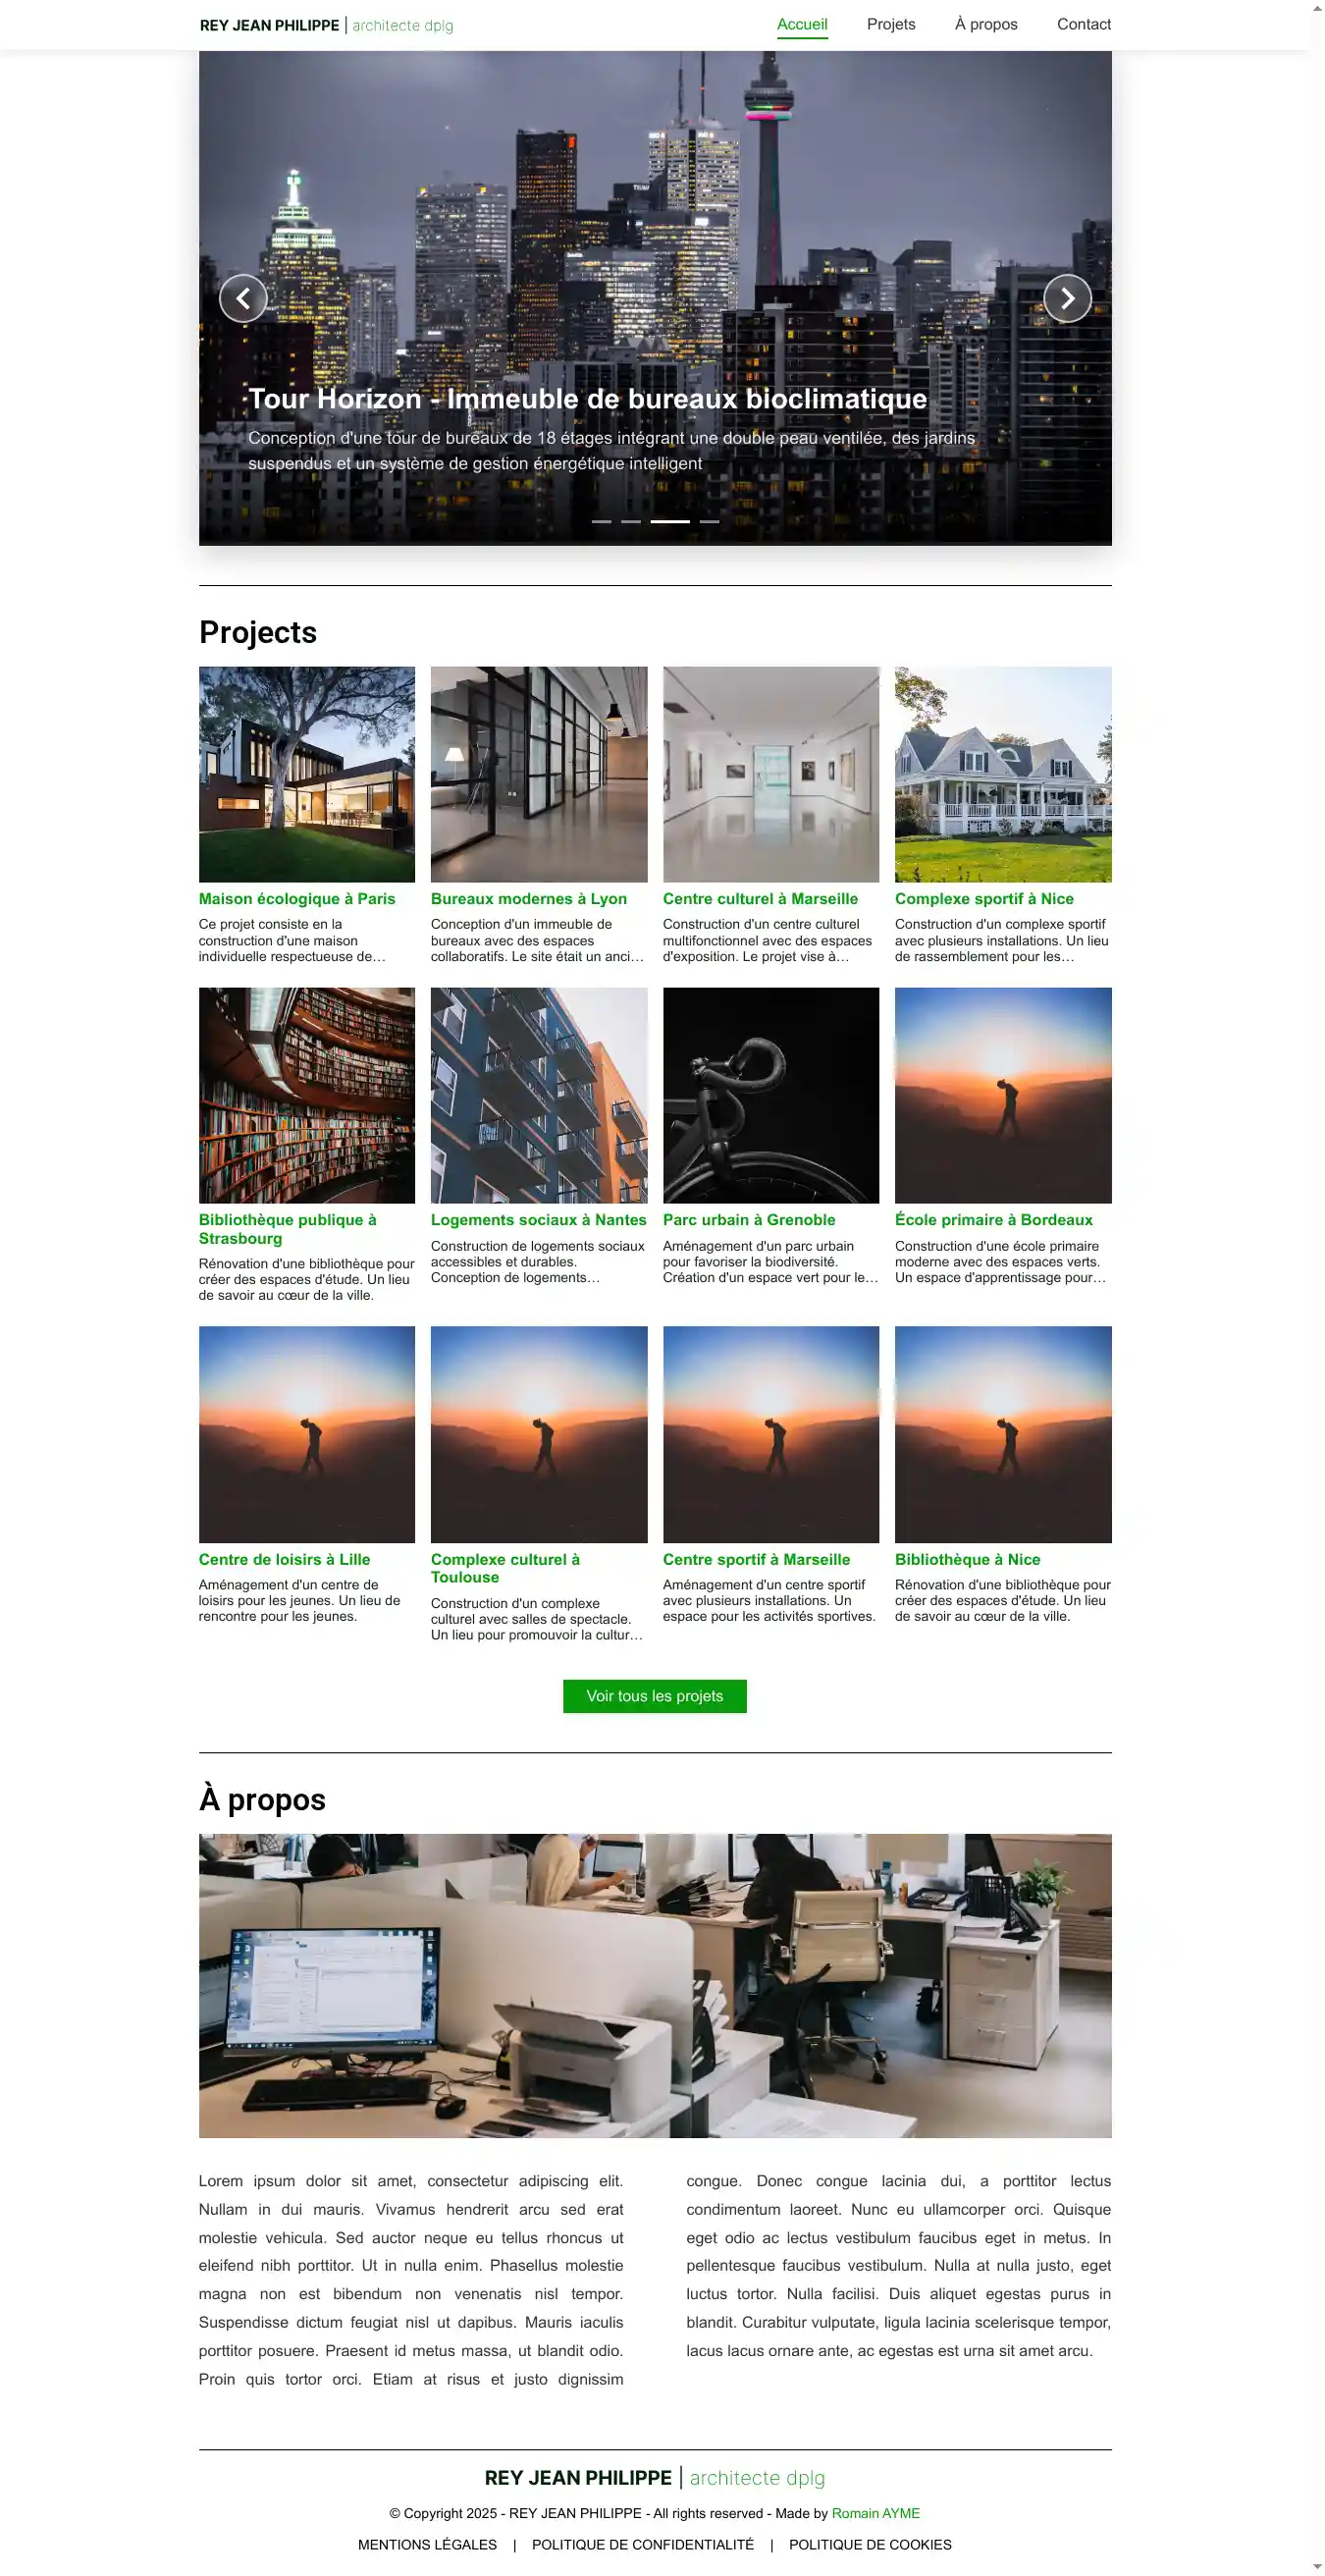 REY JEAN PHILIPPE | architecte dplg
Accueil Projets À propos Contact
Tour Horizon - Immeuble de bureaux bioclimatique
Conception d'une tour de bureaux de 18 étages intégrant une double peau ventilée, des jardins
suspendus et un système de gestion énergétique intelligent
Projects
Maison écologique à Paris
Ce projet consiste en la
construction d'une maison
individuelle respectueuse de…
Bureaux modernes à Lyon
Conception d'un immeuble de
bureaux avec des espaces
collaboratifs. Le site était un anci…
Centre culturel à Marseille
Construction d'un centre culturel
multifonctionnel avec des espaces
d'exposition. Le projet vise à…
Complexe sportif à Nice
Construction d'un complexe sportif
avec plusieurs installations. Un lieu
de rassemblement pour les…
Bibliothèque publique à
Strasbourg
Rénovation d'une bibliothèque pour
créer des espaces d'étude. Un lieu
de savoir au cœur de la ville.
Logements sociaux à Nantes
Construction de logements sociaux
accessibles et durables.
Conception de logements…
Parc urbain à Grenoble
Aménagement d'un parc urbain
pour favoriser la biodiversité.
Création d'un espace vert pour le…
École primaire à Bordeaux
Construction d'une école primaire
moderne avec des espaces verts.
Un espace d'apprentissage pour…
Centre de loisirs à Lille
Aménagement d'un centre de
loisirs pour les jeunes. Un lieu de
rencontre pour les jeunes.
Complexe culturel à
Toulouse
Construction d'un complexe
culturel avec salles de spectacle.
Un lieu pour promouvoir la cultur…
Centre sportif à Marseille
Aménagement d'un centre sportif
avec plusieurs installations. Un
espace pour les activités sportives.
Bibliothèque à Nice
Rénovation d'une bibliothèque pour
créer des espaces d'étude. Un lieu
de savoir au cœur de la ville.
Voir tous les projets
À propos
Lorem ipsum dolor sit amet, consectetur adipiscing elit.
Nullam in dui mauris. Vivamus hendrerit arcu sed erat
molestie vehicula. Sed auctor neque eu tellus rhoncus ut
eleifend nibh porttitor. Ut in nulla enim. Phasellus molestie
magna non est bibendum non venenatis nisl tempor.
Suspendisse dictum feugiat nisl ut dapibus. Mauris iaculis
porttitor posuere. Praesent id metus massa, ut blandit odio.
Proin quis tortor orci. Etiam at risus et justo dignissim
congue. Donec congue lacinia dui, a porttitor lectus
condimentum laoreet. Nunc eu ullamcorper orci. Quisque
eget odio ac lectus vestibulum faucibus eget in metus. In
pellentesque faucibus vestibulum. Nulla at nulla justo, eget
luctus tortor. Nulla facilisi. Duis aliquet egestas purus in
blandit. Curabitur vulputate, ligula lacinia scelerisque tempor,
lacus lacus ornare ante, ac egestas est urna sit amet arcu.
REY JEAN PHILIPPE | architecte dplg
© Copyright 2025 - REY JEAN PHILIPPE - All rights reserved - Made by Romain AYME
MENTIONS LÉGALES | POLITIQUE DE CONFIDENTIALITÉ | POLITIQUE DE COOKIES